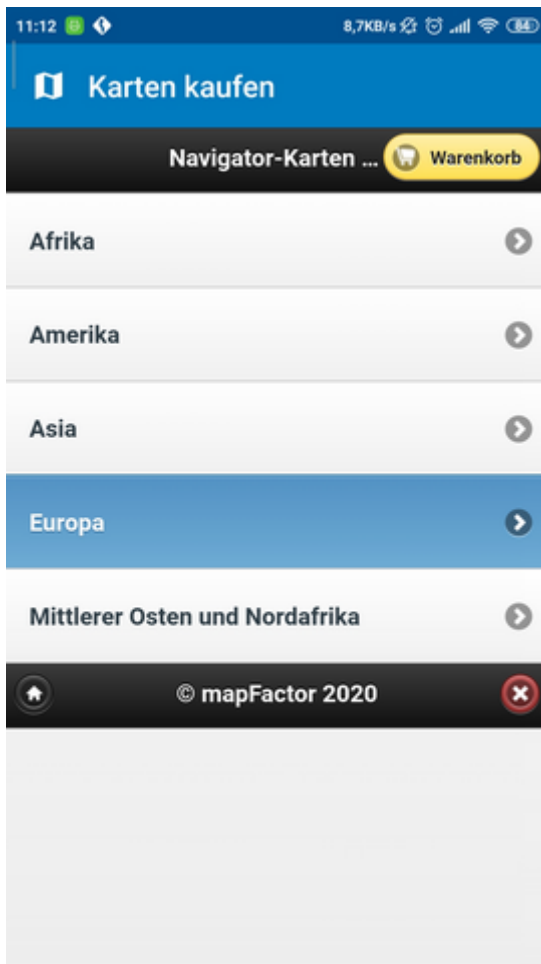 11:12 8,7KB/s 84
Karten kaufen
Navigator-Karten ... Warenkorb
Afrika
Amerika
Asia
Europa
Mittlerer Osten und Nordafrika
© mapFactor 2020